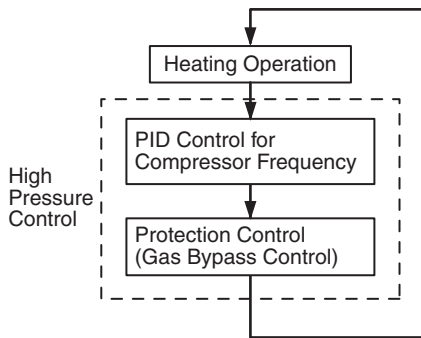 Heating Operation
PID Control for
Compressor Frequency
High
Pressure
Control
Protection Control
(Gas Bypass Control)